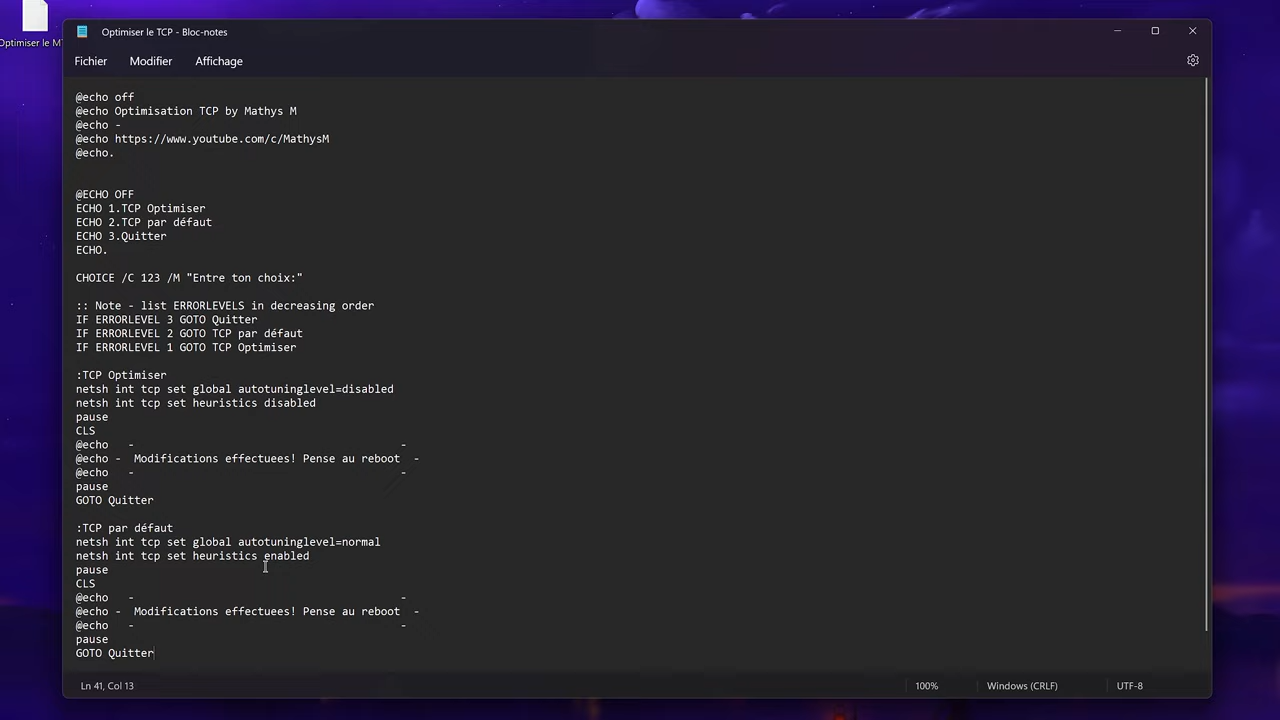 Optimiser le M
Optimiser le TCP - Bloc-notes
Fichier Modifier Affichage
@echo off
@echo Optimisation TCP by Mathys M
@echo -
@echo https://www.youtube.com/c/MathysM
@echo.
@ECHO OFF
ECHO 1.TCP Optimiser
ECHO 2.TCP par défaut
ECHO 3.Quitter
ECHO.
CHOICE /C 123 /M "Entre ton choix:"
:: Note - list ERRORLEVELS in decreasing order
IF ERRORLEVEL 3 GOTO Quitter
IF ERRORLEVEL 2 GOTO TCP par défaut
IF ERRORLEVEL 1 GOTO TCP Optimiser
:TCP Optimiser
netsh int tcp set global autotuninglevel=disabled
netsh int tcp set heuristics disabled
pause
CLS
@echo - -
@echo - Modifications effectuees! Pense au reboot -
@echo - -
pause
GOTO Quitter
:TCP par défaut
netsh int tcp set global autotuninglevel=normal
netsh int tcp set heuristics enabled
pause
CLS
@echo - -
@echo - Modifications effectuees! Pense au reboot -
@echo - -
pause
GOTO Quitter
Ln 41, Col 13 100% Windows (CRLF) UTF-8